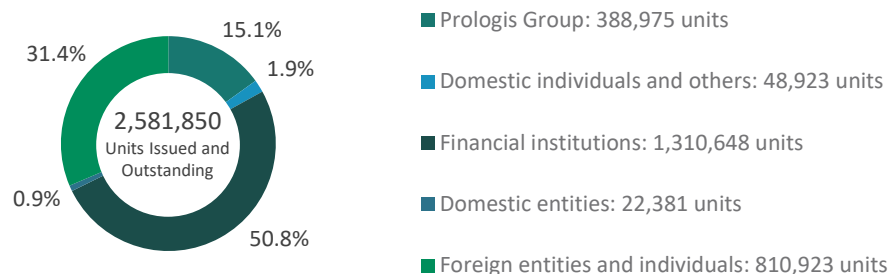 15.1%
1.9%
50.8%
0.9%
31.4%
2,581,850
Units Issued and
Outstanding
Prologis Group: 388,975 units
Domestic individuals and others: 48,923 units
Financial institutions: 1,310,648 units
Domestic entities: 22,381 units
Foreign entities and individuals: 810,923 units